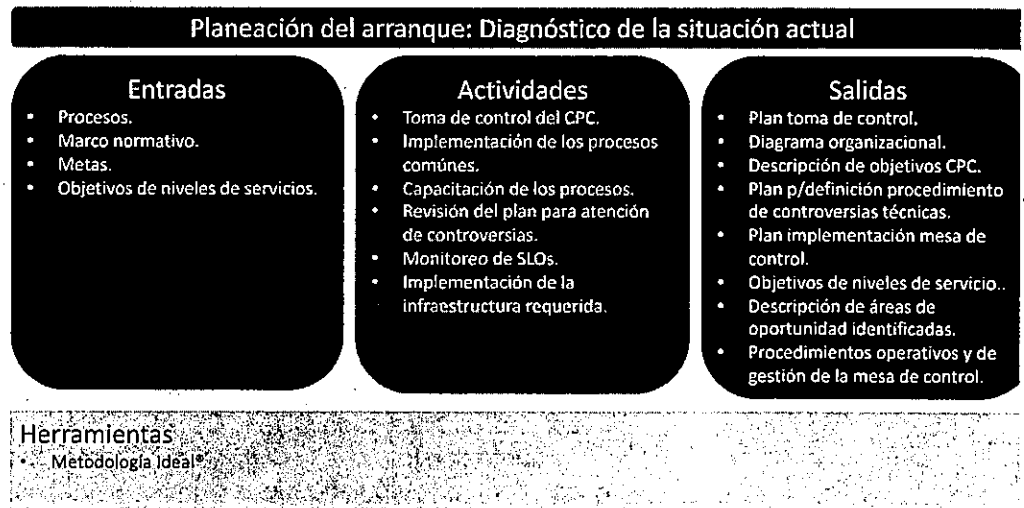 Planeación del arranque: Diagnóstico de la situación actual
Entradas
• Procesos.
• Marco normativo.
• Metas.
• Objetivos de niveles de servicios.
Actividades
• Toma de control del CPC.
• Implementación de los procesos
comúnes.
• Capacitación de los procesos.
• Revisión del plan para atención
de controversias.
• Monitoreo de SLOs.
• Implementación de la
infraestructura requerida.
Salidas
• Plan toma de control.
• Diagrama organizacional.
• Descripción de objetivos CPC.
• Plan p/definición procedimiento
de controversias técnicas.
• Plan implementación mesa de
control.
• Objetivos de niveles de servicio..
• Descripción de áreas de
oportunidad identificadas.
• Procedimientos operativos y de
gestión de la mesa de control.
Herramientas
• Metodología Ideal®